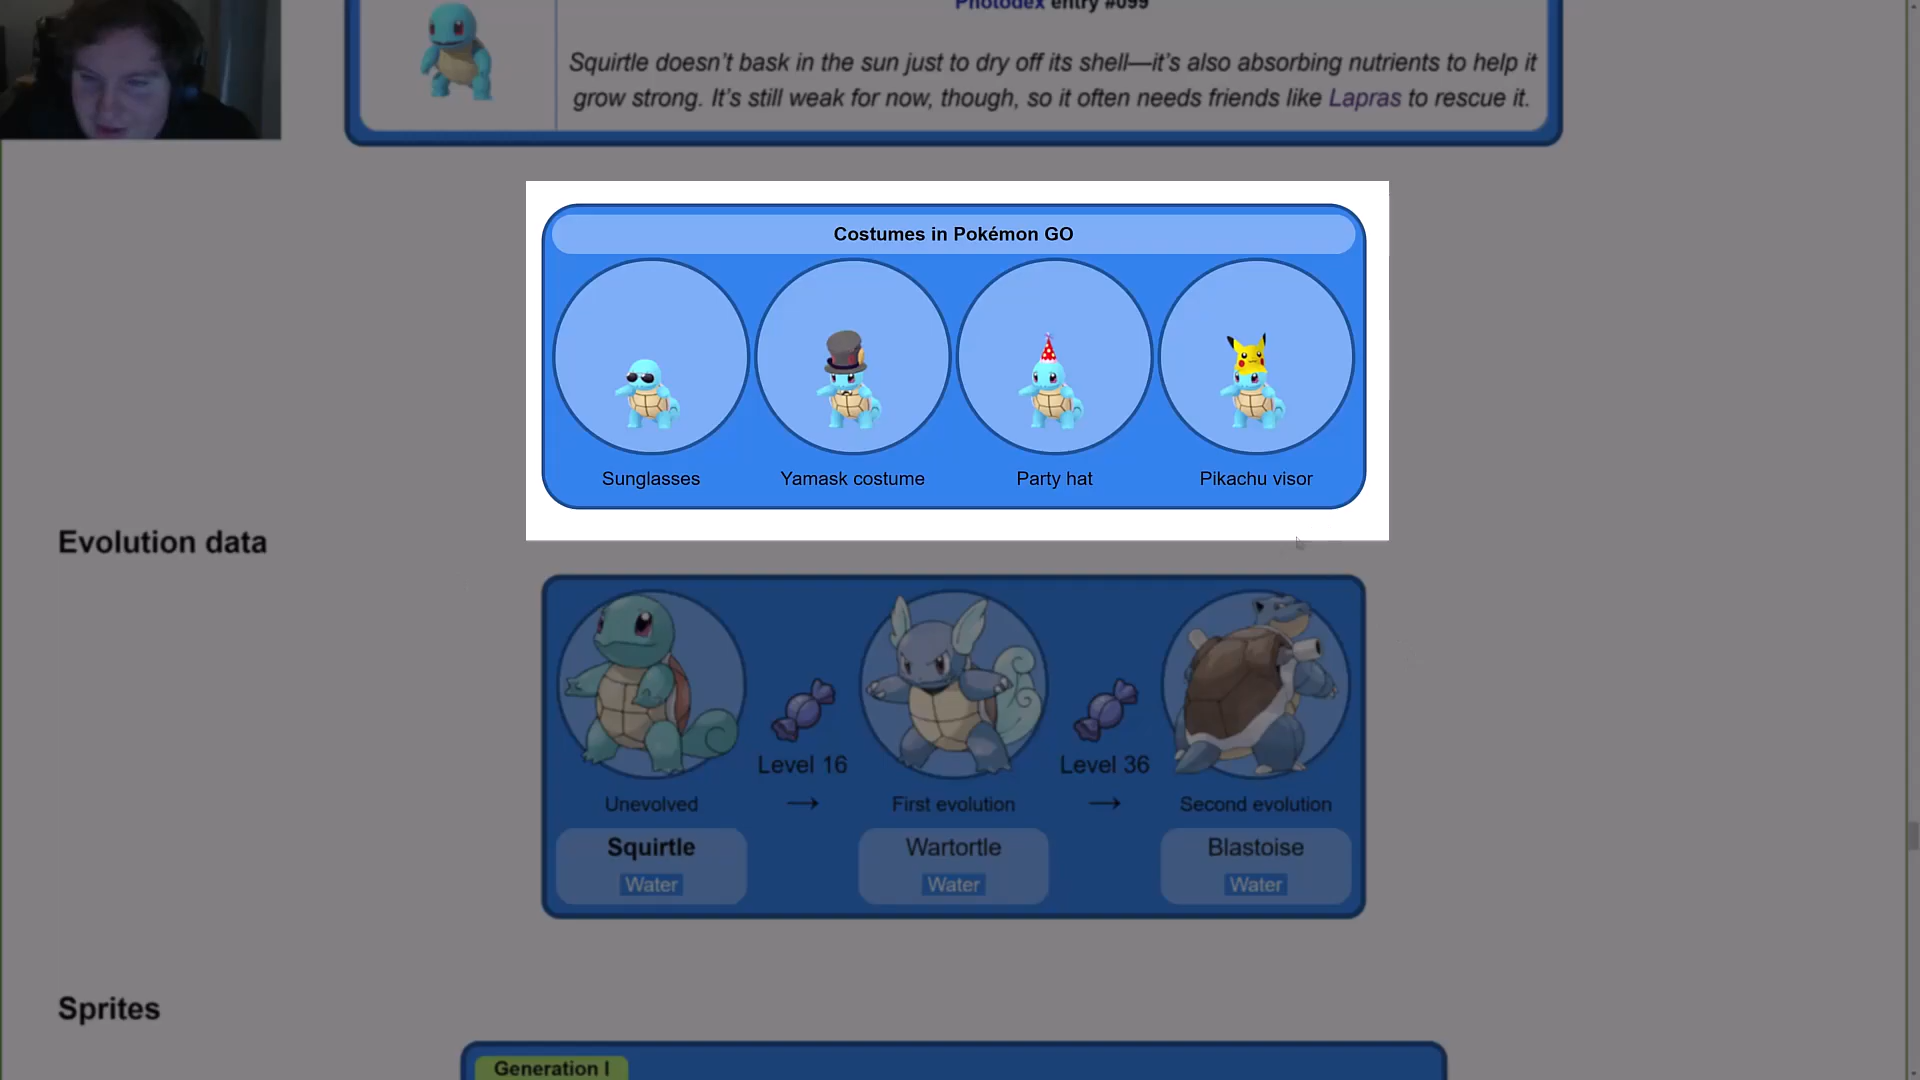 Photodex entry #099
Squirtle doesn't bask in the sun just to dry off its shell—it's also absorbing nutrients to help it
grow strong. It's still weak for now, though, so it often needs friends like Lapras to rescue it.
Costumes in Pokémon GO
Sunglasses
Yamask costume
Party hat
Pikachu visor
Evolution data
Level 16
Level 36
Unevolved
→
First evolution
→
Second evolution
Squirtle
Wartortle
Blastoise
Water
Water
Water
Sprites
Generation I